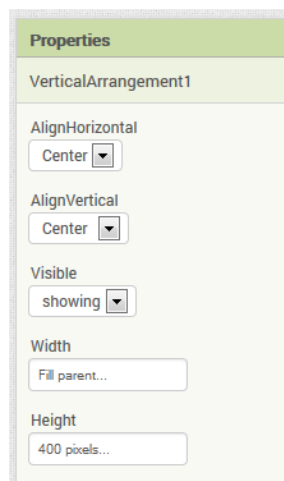 Properties
VerticalArrangement1
AlignHorizontal
Center
AlignVertical
Center
Visible
showing
Width
Fill parent...
Height
400 pixels...